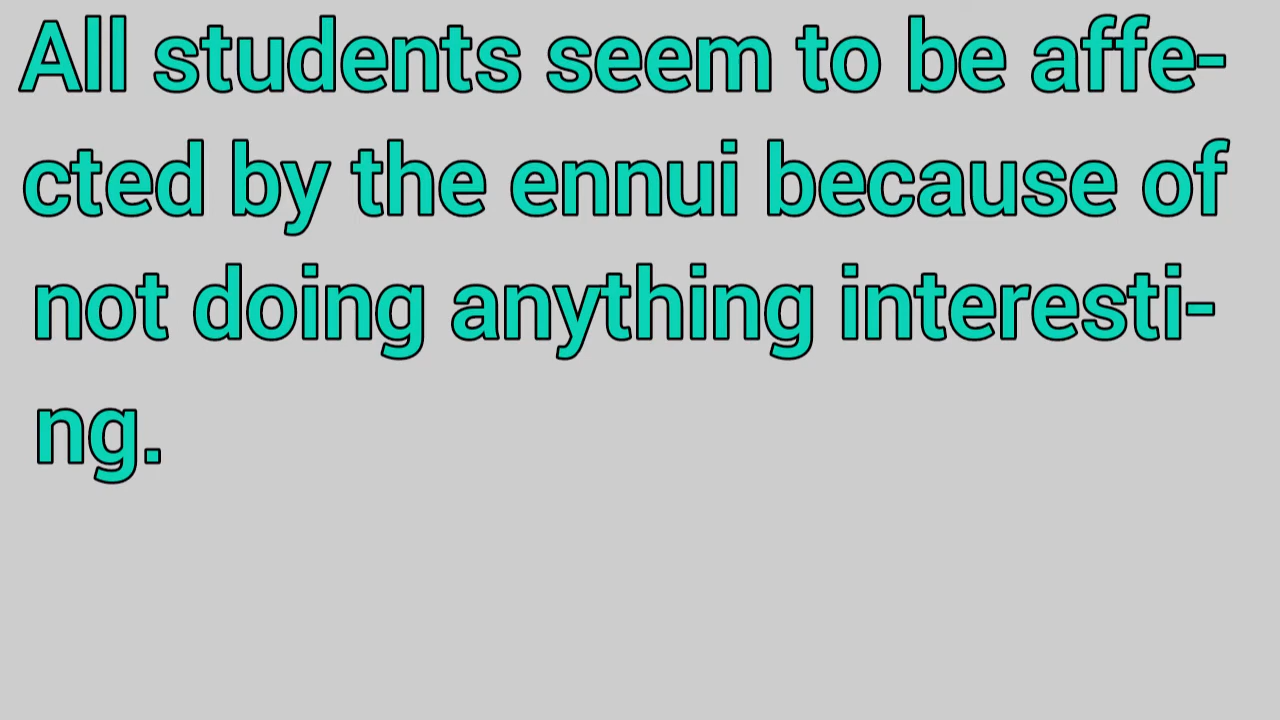 All students seem to be affe-
cted by the ennui because of
not doing anything interesti-
ng.